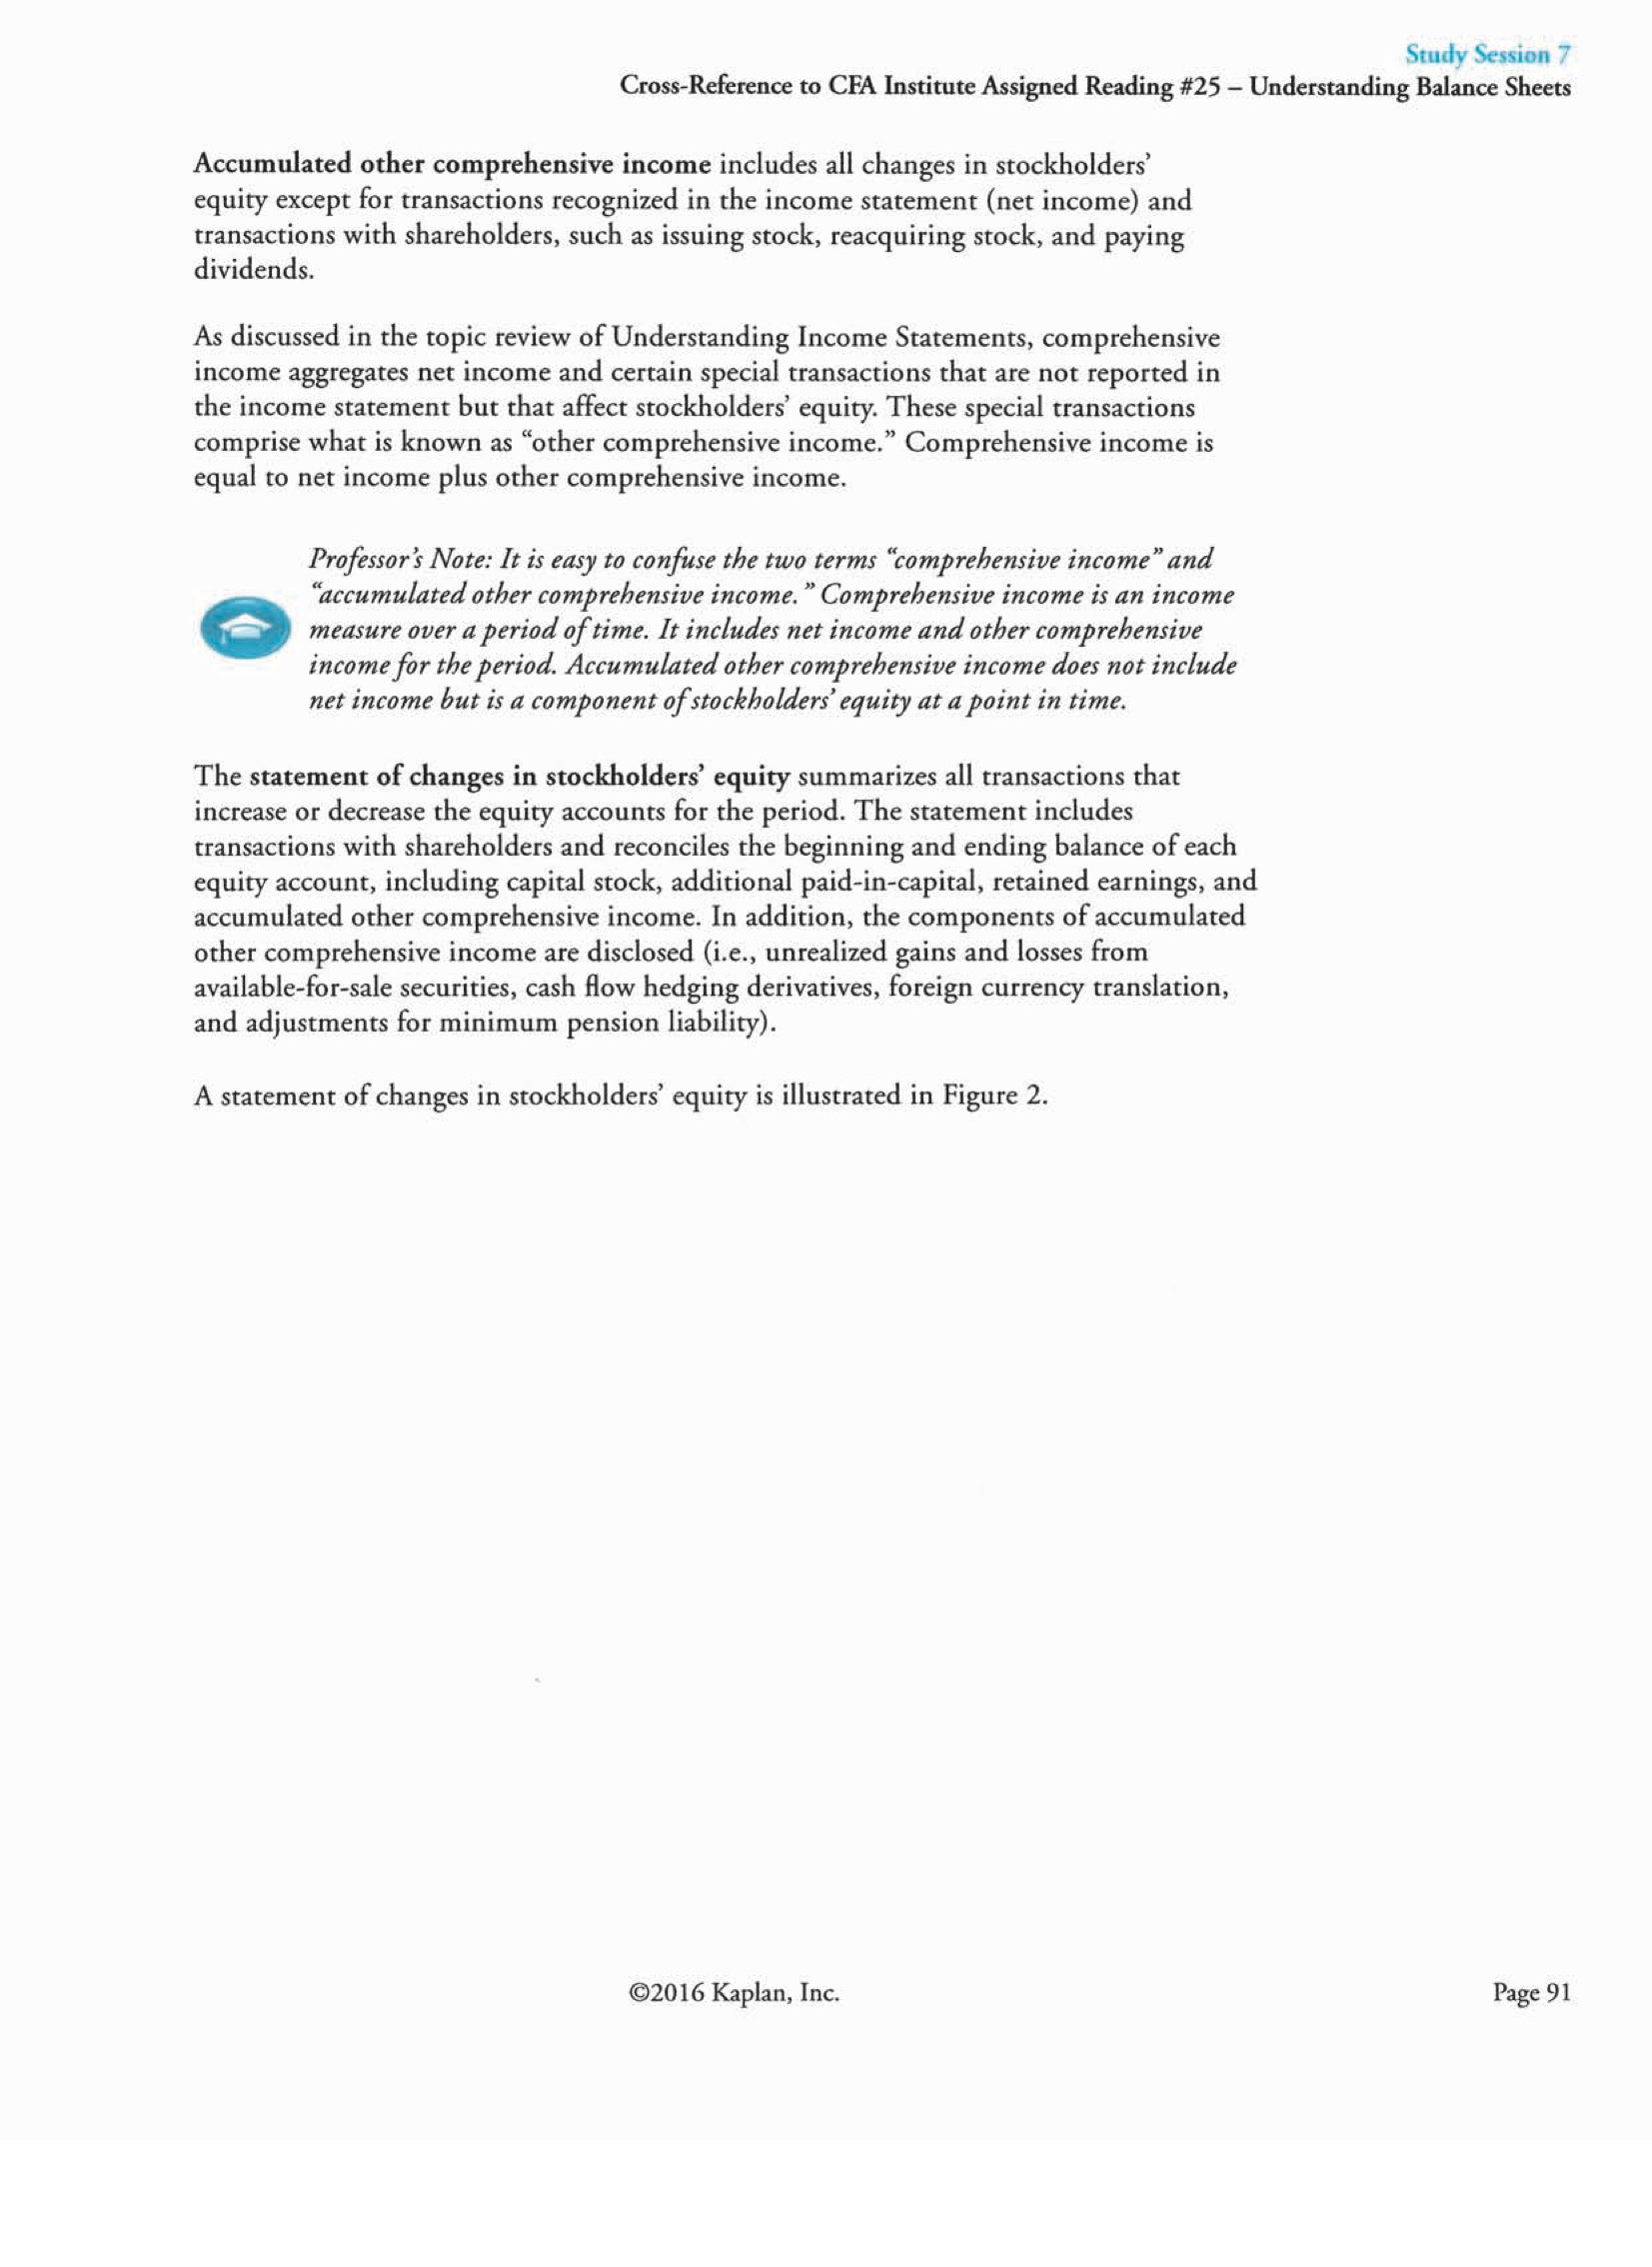 Study Session 7
Cross-Reference to CFA Institute Assigned Reading #25 – Understanding Balance Sheets
Accumulated other comprehensive income includes all changes in stockholders’
equity except for transactions recognized in the income statement (net income) and
transactions with shareholders, such as issuing stock, reacquiring stock, and paying
dividends.
As discussed in the topic review of Understanding Income Statements, comprehensive
income aggregates net income and certain special transactions that are not reported in
the income statement but that affect stockholders’ equity. These special transactions
comprise what is known as “other comprehensive income.” Comprehensive income is
equal to net income plus other comprehensive income.
Professor’s Note: It is easy to confuse the two terms “comprehensive income” and
“accumulated other comprehensive income.” Comprehensive income is an income
measure over a period of time. It includes net income and other comprehensive
income for the period. Accumulated other comprehensive income does not include
net income but is a component of stockholders’ equity at a point in time.
The statement of changes in stockholders’ equity summarizes all transactions that
increase or decrease the equity accounts for the period. The statement includes
transactions with shareholders and reconciles the beginning and ending balance of each
equity account, including capital stock, additional paid-in-capital, retained earnings, and
accumulated other comprehensive income. In addition, the components of accumulated
other comprehensive income are disclosed (i.e., unrealized gains and losses from
available-for-sale securities, cash flow hedging derivatives, foreign currency translation,
and adjustments for minimum pension liability).
A statement of changes in stockholders’ equity is illustrated in Figure 2.
©2016 Kaplan, Inc.
Page 91